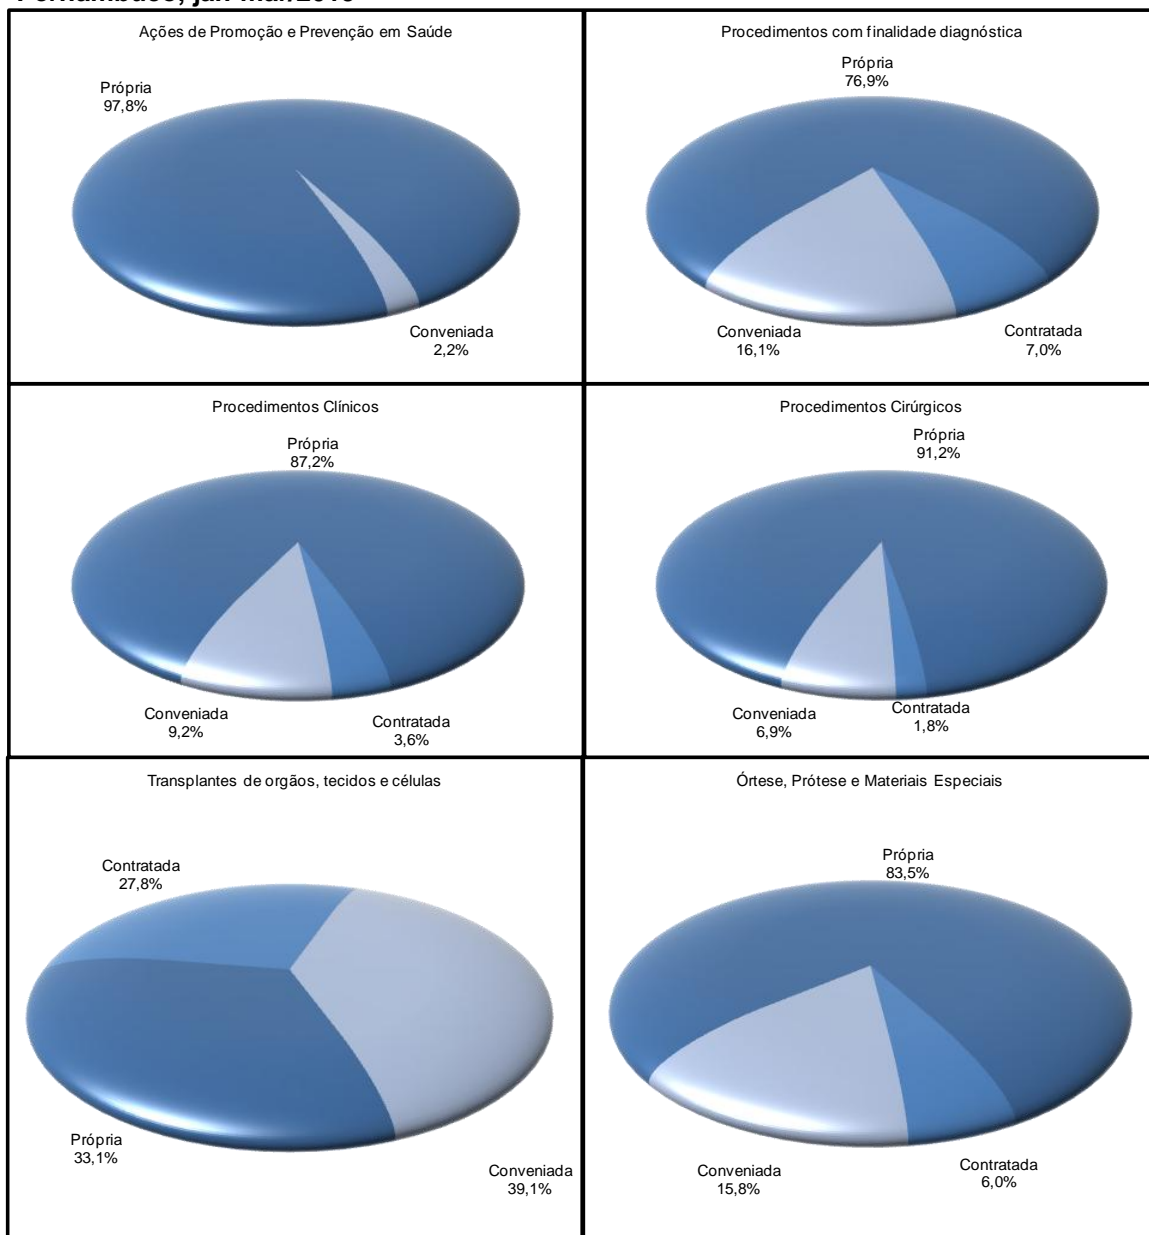 Ações de Promoção e Prevenção em Saúde
Própria
97,8%
Conveniada
2,2%
Procedimentos com finalidade diagnóstica
Própria
76,9%
Conveniada
16,1%
Contratada
7,0%
Procedimentos Clínicos
Própria
87,2%
Conveniada
9,2%
Contratada
3,6%
Procedimentos Cirúrgicos
Própria
91,2%
Conveniada
6,9%
Contratada
1,8%
Transplantes de orgãos, tecidos e células
Contratada
27,8%
Própria
33,1%
Conveniada
39,1%
Órtese, Prótese e Materiais Especiais
Própria
83,5%
Conveniada
15,8%
Contratada
6,0%